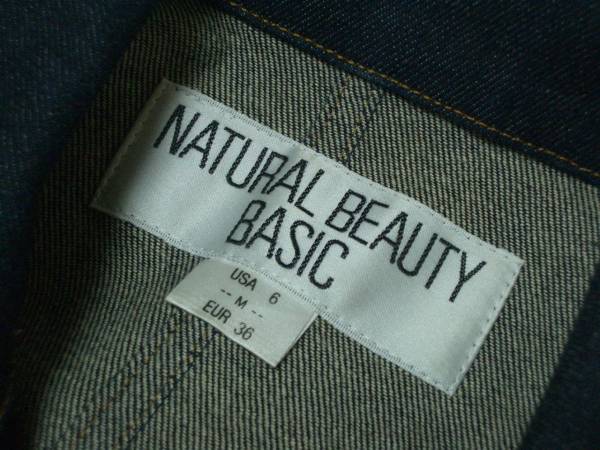 NATURAL BEAUTY
BASIC
USA 6
-- M --
EUR 36